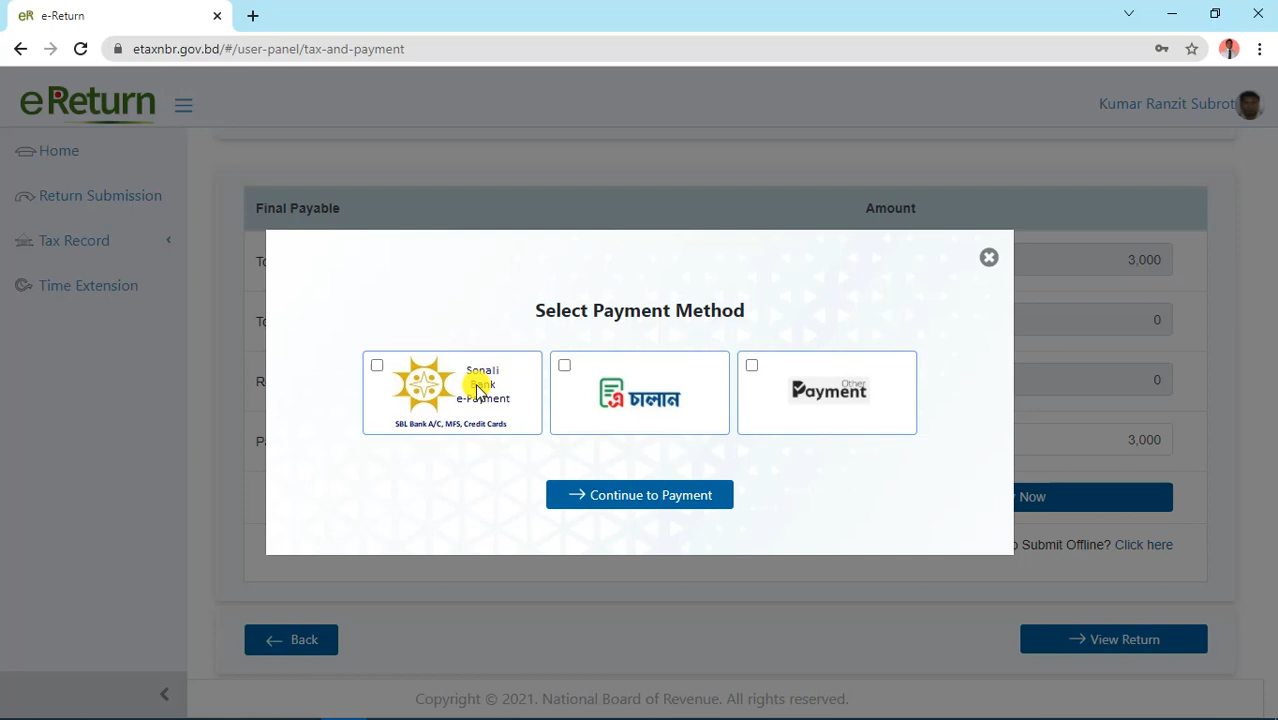 e-Return
etaxnbr.gov.bd/#/user-panel/tax-and-payment
eReturn
Kumar Ranzit Subrot
Home
Return Submission
Tax Record
Time Extension
Final Payable
Amount
3,000
0
0
3,000
Select Payment Method
Sonali
Bank
e-Payment
SBL Bank A/C, MFS, Credit Cards
এ চালান
Other
Payment
Continue to Payment
Now
Submit Offline? Click here
Back
View Return
Copyright © 2021. National Board of Revenue. All rights reserved.